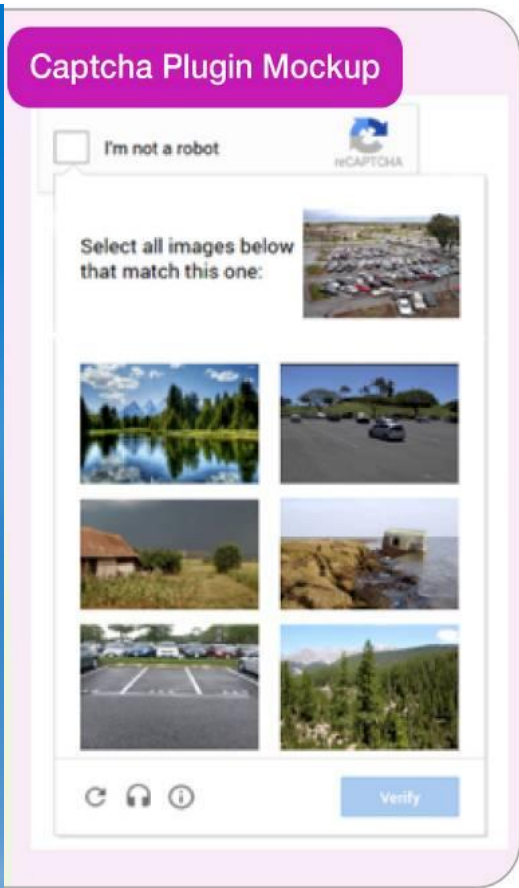 Captcha Plugin Mockup
I'm not a robot
reCAPTCHA
Select all images below
that match this one:
Verify